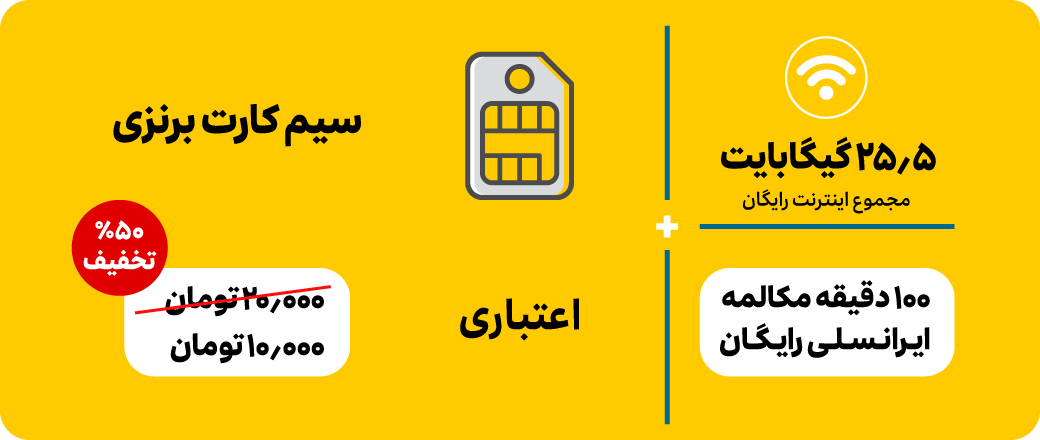 ۲۵٫۵ گیگابایت
مجموع اینترنت رایگان
+
۱۰۰ دقیقه مکالمه
ایرانسلی رایگان
اعتباری
سیم کارت برنزی
%۵۰
تخفیف
۲۰٫۰۰۰ تومان
۱۰٫۰۰۰ تومان